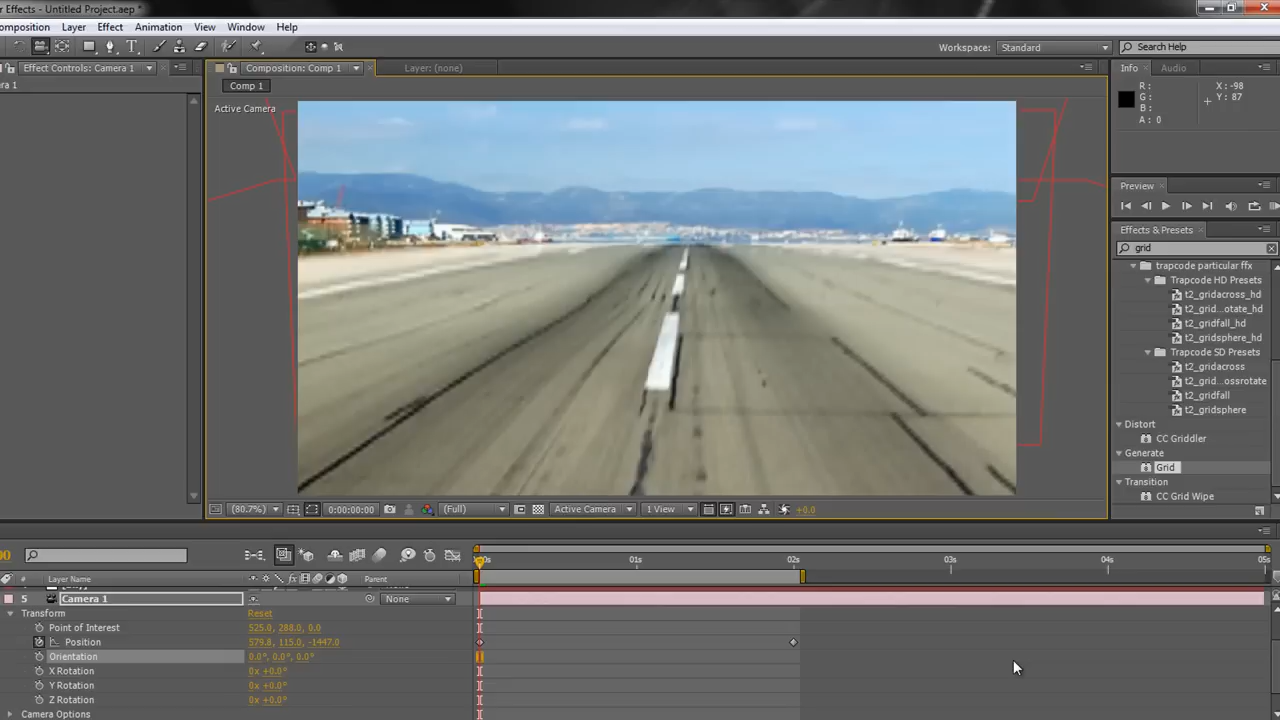 r Effects - Untitled Project.aep *
omposition Layer Effect Animation View Window Help
Workspace: Standard Search Help
Effect Controls: Camera 1 Composition: Comp 1 Layer: (none) Info Audio
era 1 Comp 1
Active Camera
R:
G:
B:
A: 0
X: -98
Y: 87
Preview
Effects & Presets
grid
trapcode particular ffx
Trapcode HD Presets
t2_gridacross_hd
t2_grid...otate_hd
t2_gridfall_hd
t2_gridsphere_hd
Trapcode SD Presets
t2_gridacross
t2_grid...ossrotate
t2_gridfall
t2_gridsphere
Distort
CC Griddler
Generate
Grid
Transition
CC Grid Wipe
(80.7%) 0:00:00:00 (Full) Active Camera 1 View +0.0
00
01s 02s 03s 04s 05s
# Layer Name Parent
5 Camera 1 None
Transform Reset
Point of Interest 525.0, 288.0, 0.0
Position 579.8, 115.0, -1447.0
Orientation 0.0°, 0.0°, 0.0°
X Rotation 0x +0.0°
Y Rotation 0x +0.0°
Z Rotation 0x +0.0°
Camera Options